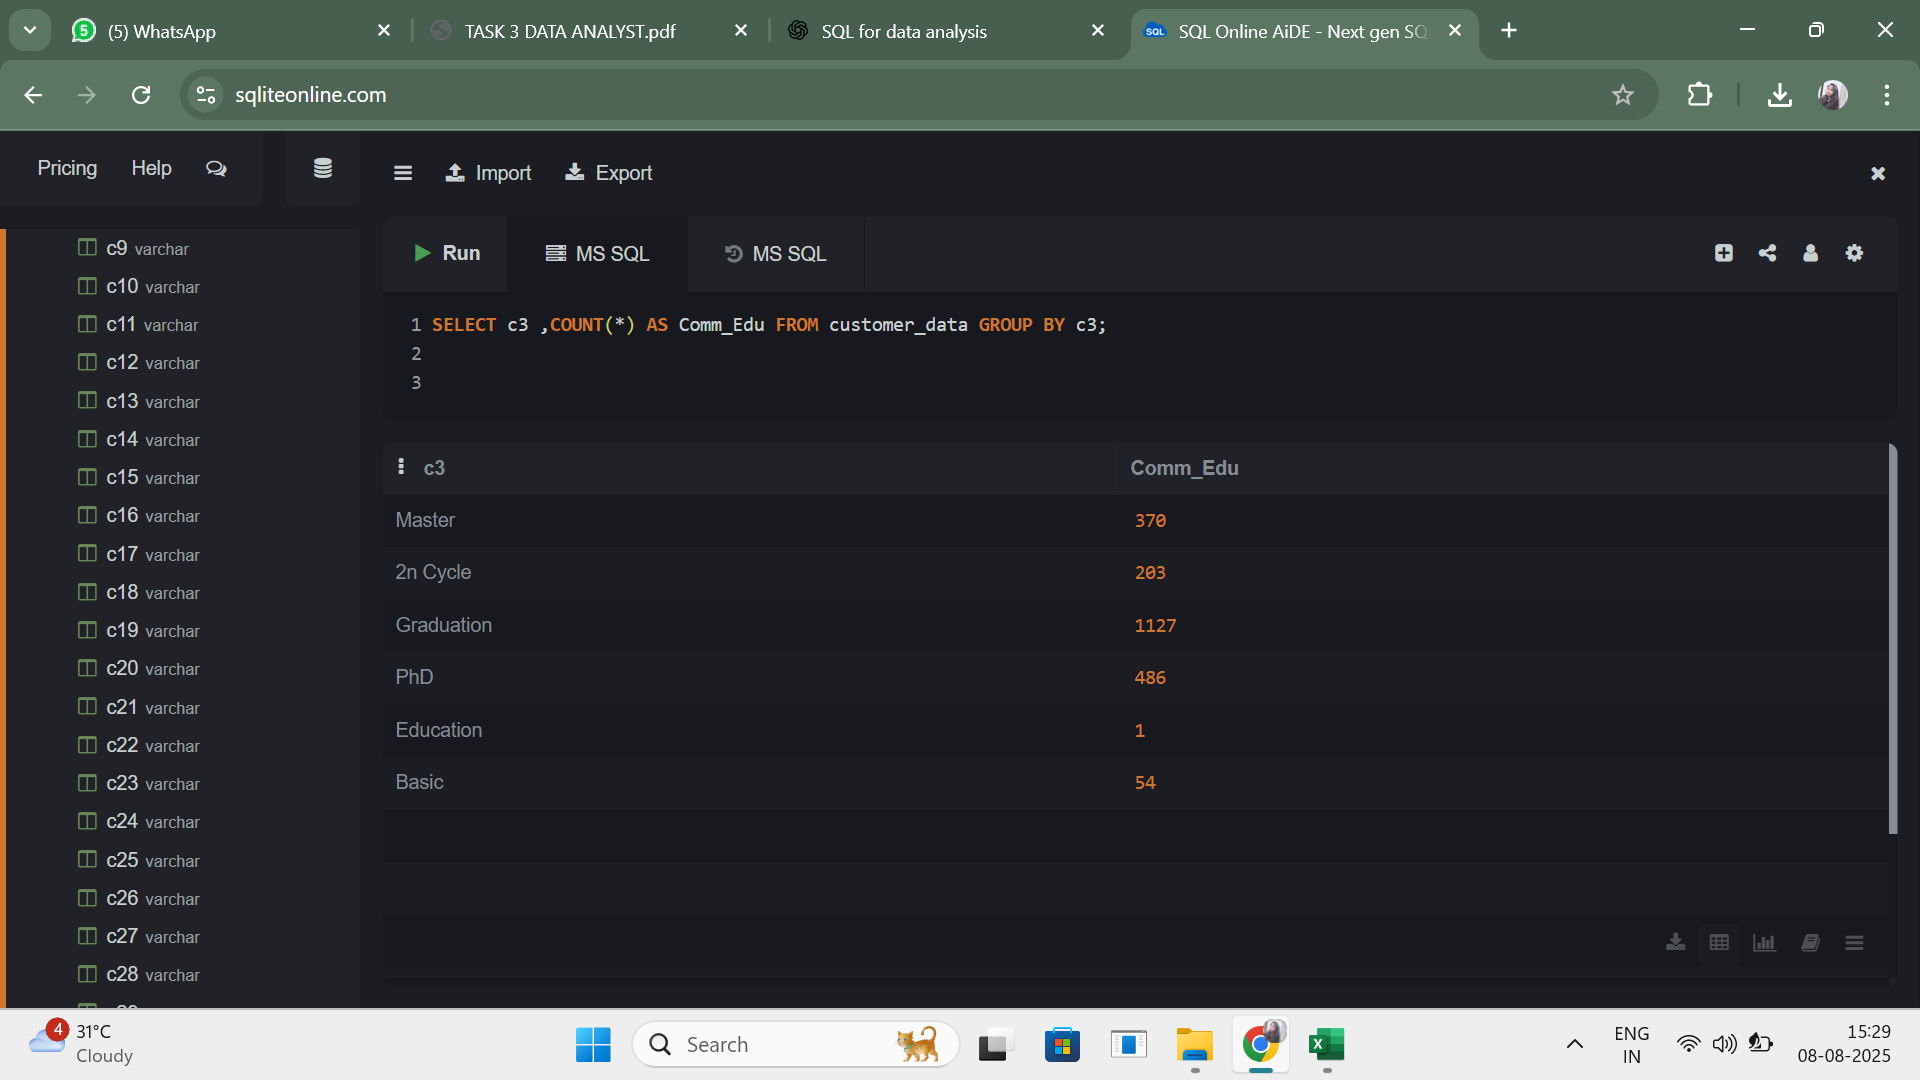 (5) WhatsApp
TASK 3 DATA ANALYST.pdf
SQL for data analysis
SQL Online AiDE - Next gen SQ
sqliteonline.com
Pricing
Help
Import
Export
c9 varchar
c10 varchar
c11 varchar
c12 varchar
c13 varchar
c14 varchar
c15 varchar
c16 varchar
c17 varchar
c18 varchar
c19 varchar
c20 varchar
c21 varchar
c22 varchar
c23 varchar
c24 varchar
c25 varchar
c26 varchar
c27 varchar
c28 varchar
Run
MS SQL
MS SQL
1 SELECT c3 ,COUNT(*) AS Comm_Edu FROM customer_data GROUP BY c3;
2
3
c3 Comm_Edu
Master 370
2n Cycle 203
Graduation 1127
PhD 486
Education 1
Basic 54
4
31°C
Cloudy
Search
ENG
IN
15:29
08-08-2025